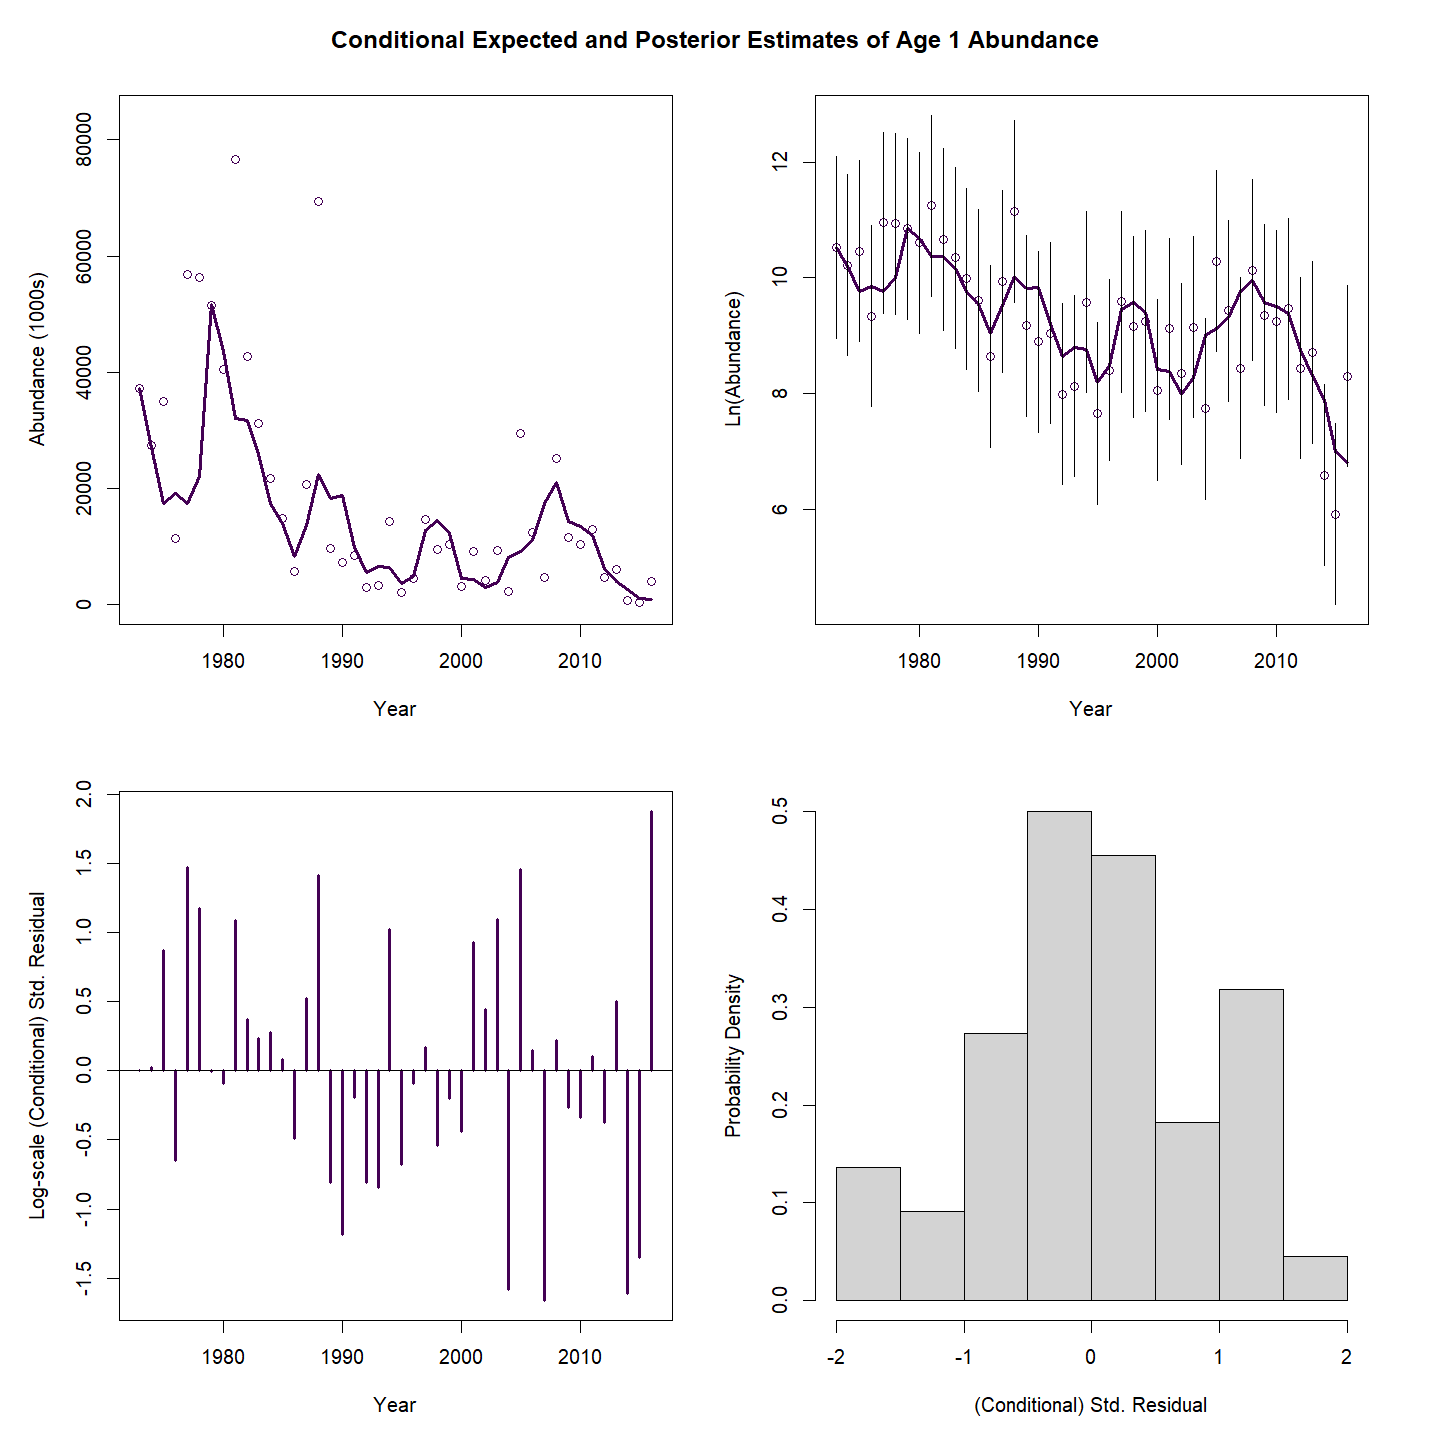 Conditional Expected and Posterior Estimates of Age 1 Abundance
Abundance (1000s)
80000
60000
40000
20000
0
1980 1990 2000 2010
Year
Ln(Abundance)
12
10
8
6
1980 1990 2000 2010
Year
Log-scale (Conditional) Std. Residual
2.0
1.5
1.0
0.5
0.0
-0.5
-1.0
-1.5
1980 1990 2000 2010
Year
Probability Density
0.5
0.4
0.3
0.2
0.1
0.0
-2 -1 0 1 2
(Conditional) Std. Residual